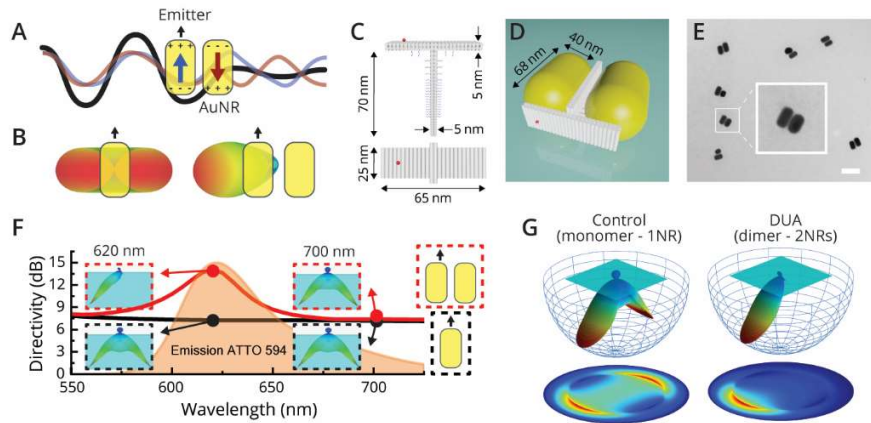 A
Emitter
+ + +
- - -
- - -
+ + +
AuNR
B
C
70 nm
5 nm
5 nm
25 nm
65 nm
D
68 nm
40 nm
E
F
620 nm
700 nm
Directivity (dB)
15
12
9
6
3
0
Emission ATTO 594
550
600
650
700
Wavelength (nm)
G
Control
(monomer - 1NR)
DUA
(dimer - 2NRs)